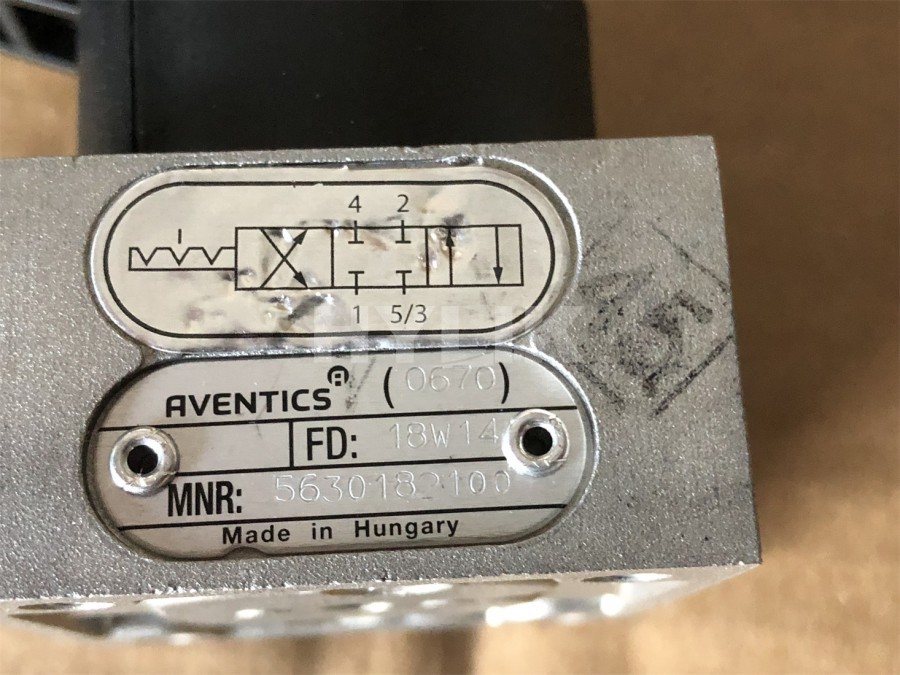 4 2
1 5/3
AVENTICS (0670)
FD: 18W14
MNR: 5630182100
Made in Hungary